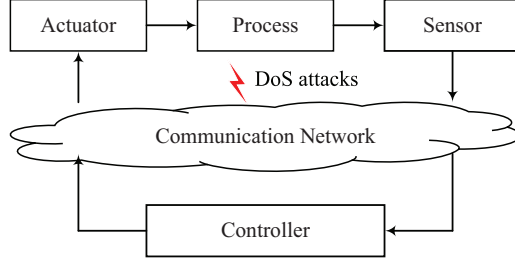 Actuator
Process
Sensor
DoS attacks
Communication Network
Controller